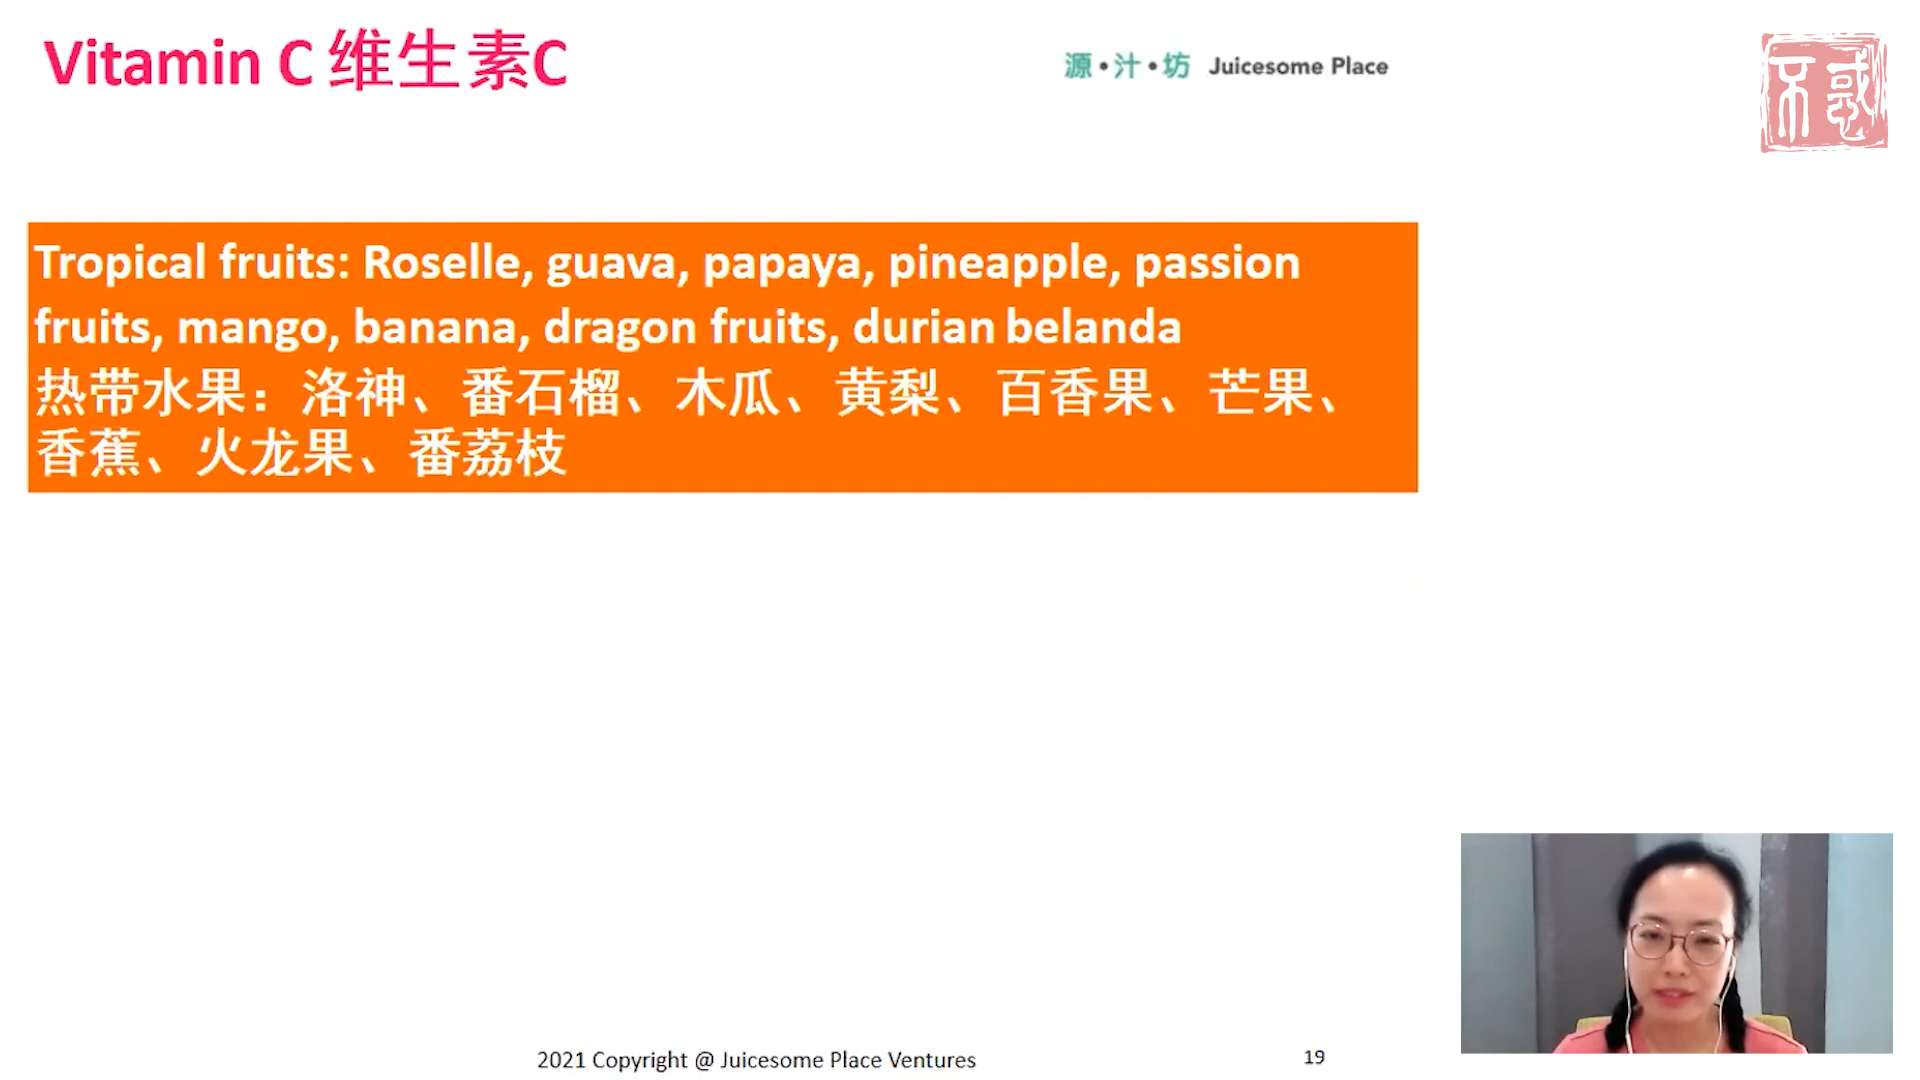 Vitamin C 维生素C
源·汁·坊 Juicesome Place
不惑
Tropical fruits: Roselle, guava, papaya, pineapple, passion
fruits, mango, banana, dragon fruits, durian belanda
热带水果：洛神、番石榴、木瓜、黄梨、百香果、芒果、
香蕉、火龙果、番荔枝
2021 Copyright @ Juicesome Place Ventures
19